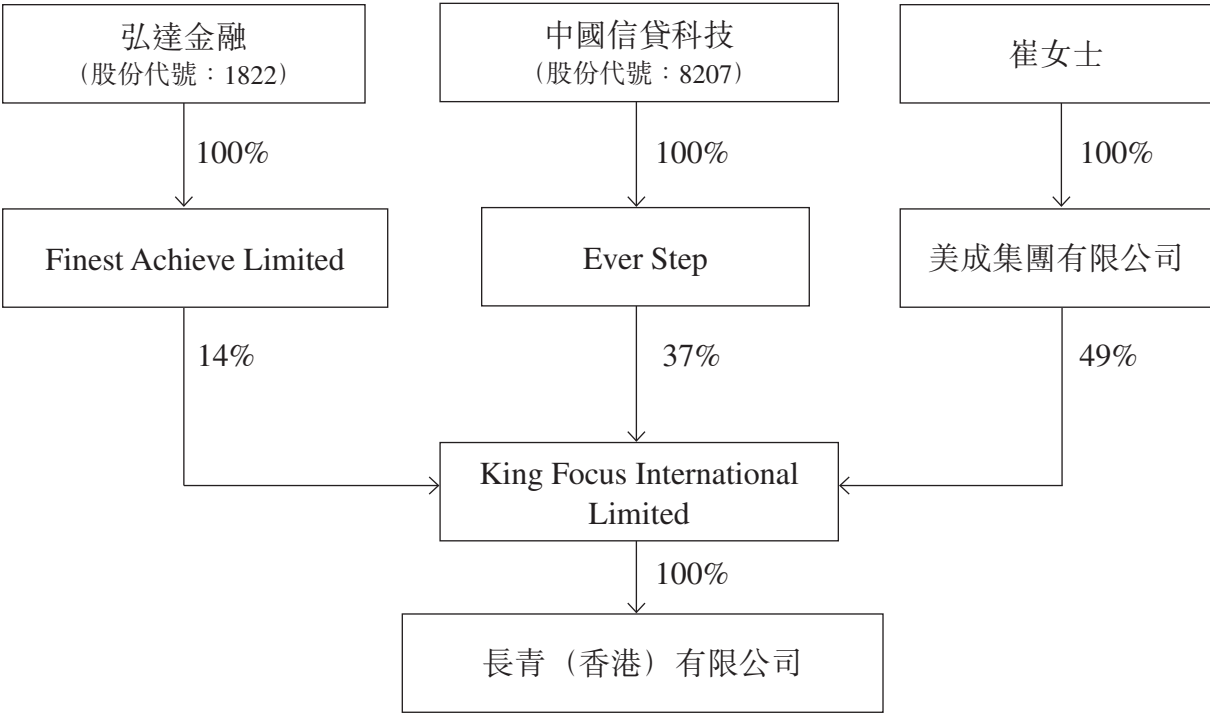 弘達金融
（股份代號：1822）
中國信貸科技
（股份代號：8207）
崔女士
100%
100%
100%
Finest Achieve Limited
Ever Step
美成集團有限公司
14%
37%
49%
King Focus International
Limited
100%
長青（香港）有限公司